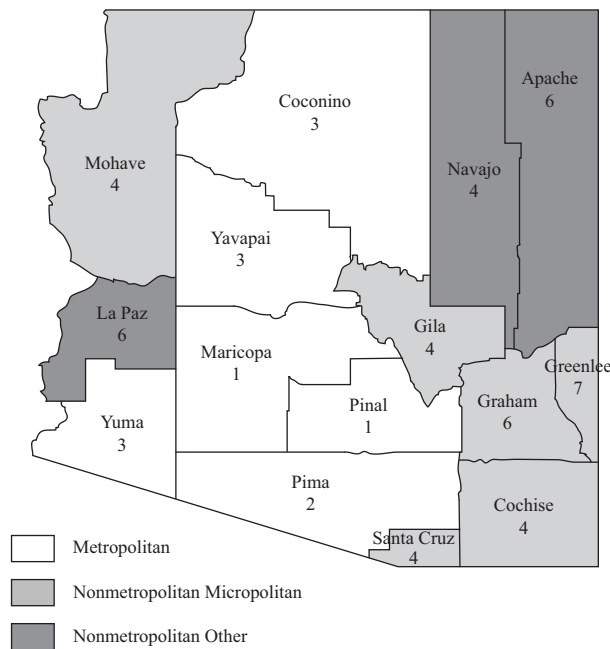 Coconino
3
Apache
6
Mohave
4
Navajo
4
Yavapai
3
La Paz
6
Gila
4
Maricopa
1
Greenlee
7
Pinal
1
Graham
6
Yuma
3
Pima
2
Cochise
4
Santa Cruz
4
Metropolitan
Nonmetropolitan Micropolitan
Nonmetropolitan Other